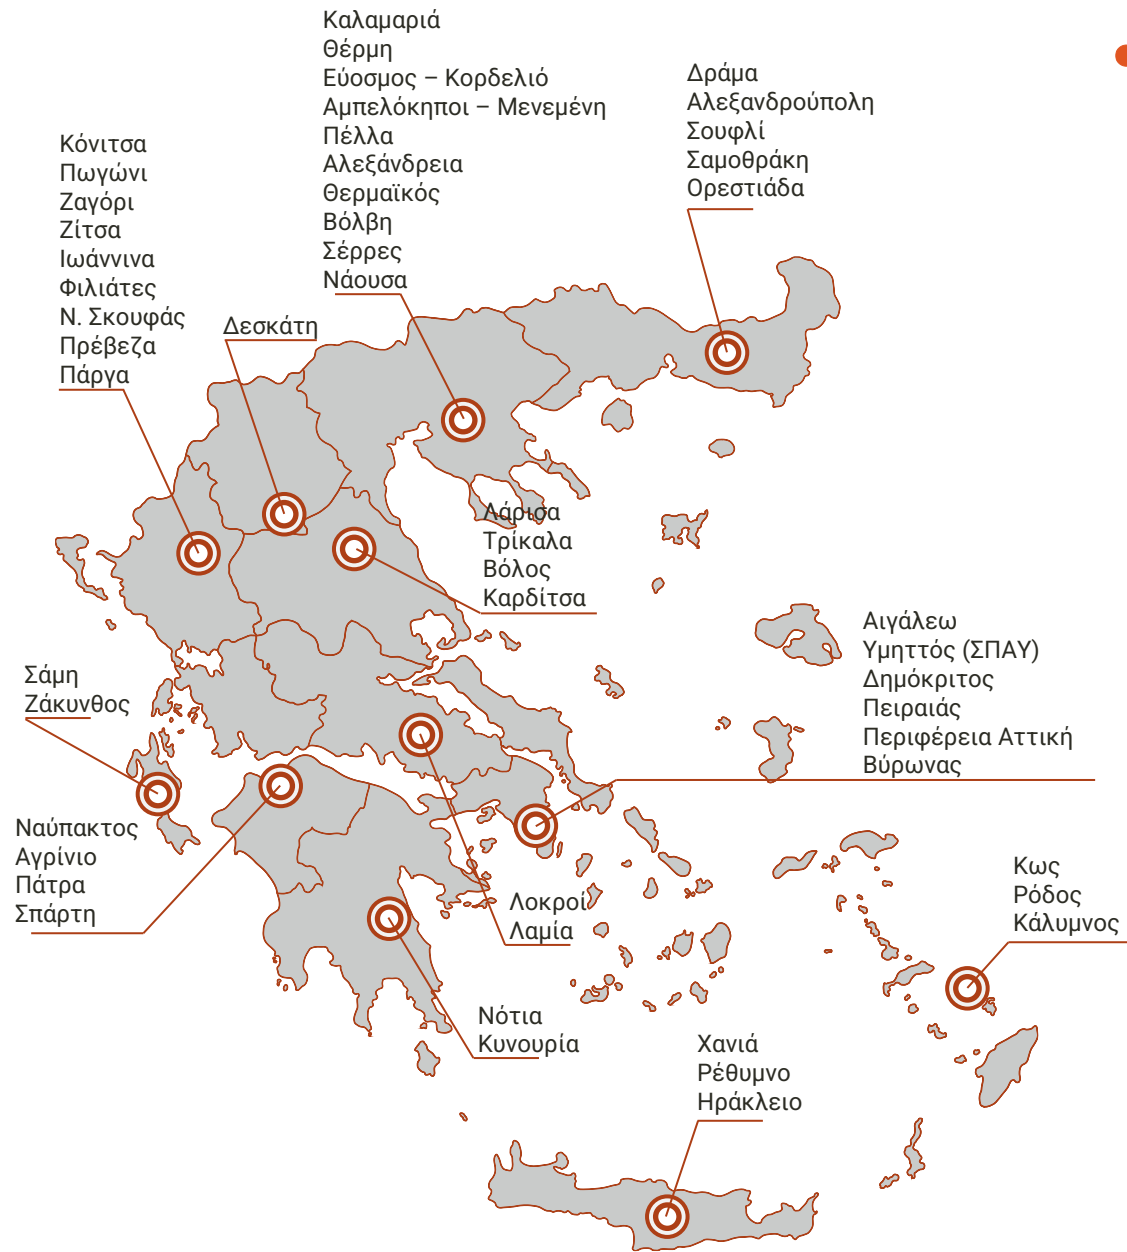 Καλαμαριά
Θέρμη
Εύοσμος – Κορδελιό
Αμπελόκηποι – Μενεμένη
Πέλλα
Αλεξάνδρεια
Θερμαϊκός
Βόλβη
Σέρρες
Νάουσα
Δράμα
Αλεξανδρούπολη
Σουφλί
Σαμοθράκη
Ορεστιάδα
Κόνιτσα
Πωγώνι
Ζαγόρι
Ζίτσα
Ιωάννινα
Φιλιάτες
Ν. Σκουφάς
Πρέβεζα
Πάργα
Δεσκάτη
Λάρισα
Τρίκαλα
Βόλος
Καρδίτσα
Αιγάλεω
Υμηττός (ΣΠΑΥ)
Δημόκριτος
Πειραιάς
Περιφέρεια Αττική
Βύρωνας
Σάμη
Ζάκυνθος
Ναύπακτος
Αγρίνιο
Πάτρα
Σπάρτη
Λοκροί
Λαμία
Κως
Ρόδος
Κάλυμνος
Νότια
Κυνουρία
Χανιά
Ρέθυμνο
Ηράκλειο